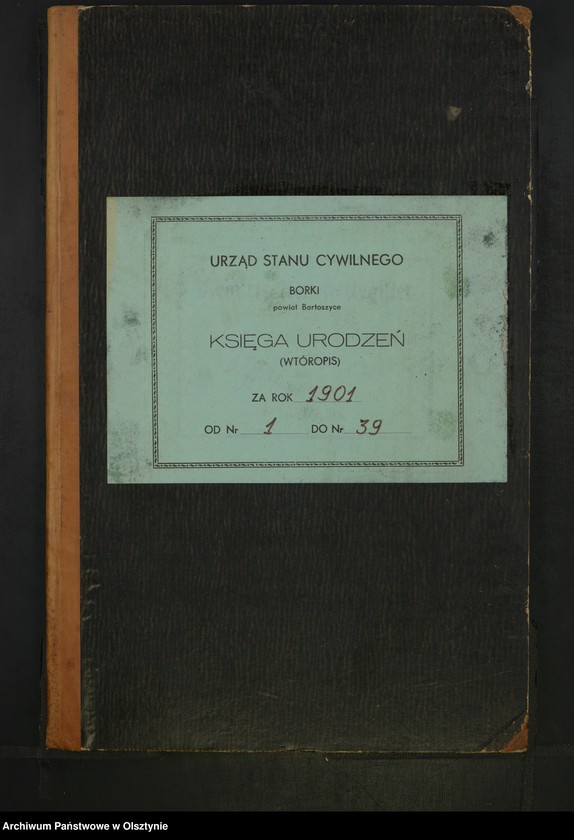 URZĄD STANU CYWILNEGO
BORKI
powiat Bartoszyce
KSIĘGA URODZEŃ
(WTÓROPIS)
ZA ROK 1901
OD Nr 1 DO Nr 39
Archiwum Państwowe w Olsztynie